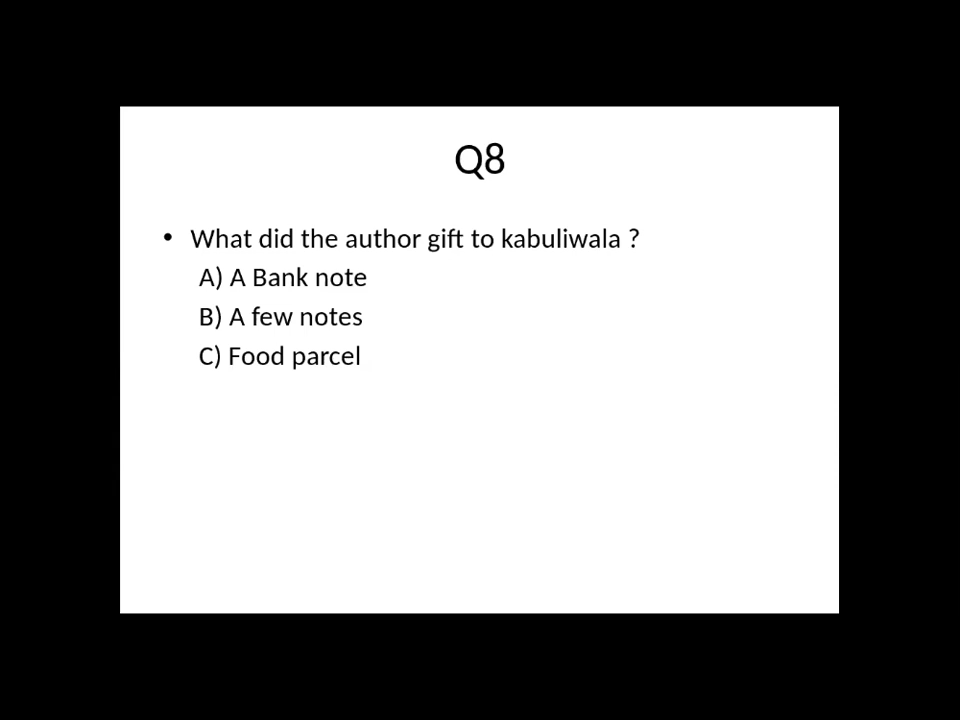 Q8
• What did the author gift to kabuliwala ?
A) A Bank note
B) A few notes
C) Food parcel